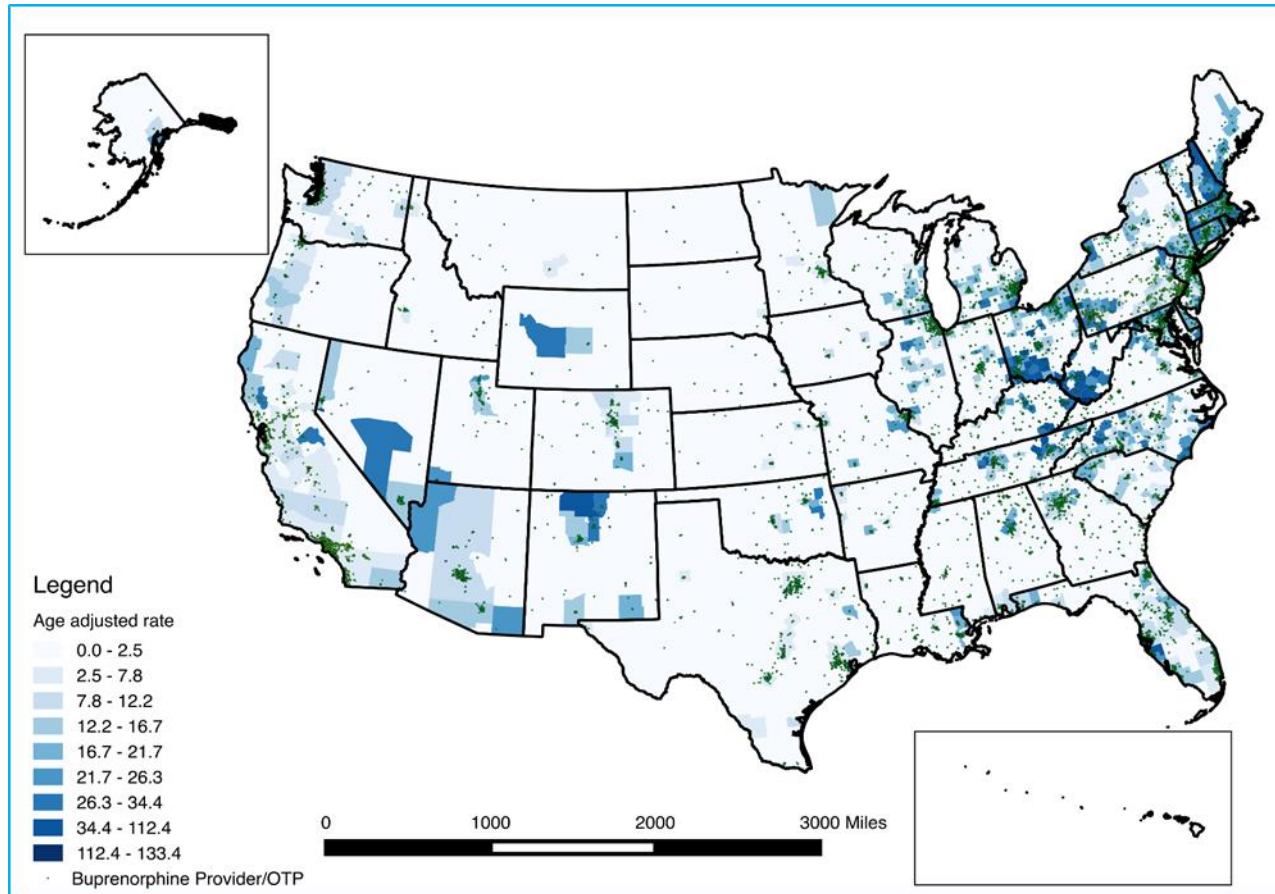 Legend
Age adjusted rate
0.0 - 2.5
2.5 - 7.8
7.8 - 12.2
12.2 - 16.7
16.7 - 21.7
21.7 - 26.3
26.3 - 34.4
34.4 - 112.4
112.4 - 133.4
Buprenorphine Provider/OTP
0 1000 2000 3000 Miles